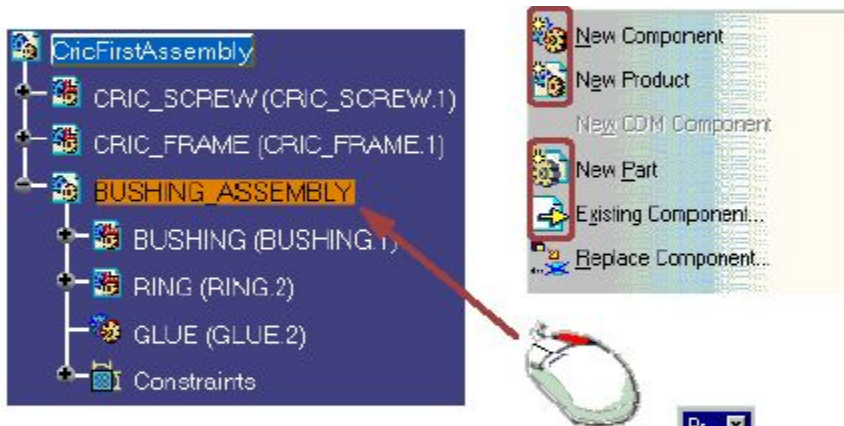 CricFirstAssembly
CRIC_SCREW (CRIC_SCREW.1)
CRIC_FRAME (CRIC_FRAME.1)
BUSHING_ASSEMBLY
BUSHING (BUSHING.1)
RING (RING.2)
GLUE (GLUE.2)
Constraints
New Component
New Product
New CDM Component
New Part
Existing Component...
Replace Component...